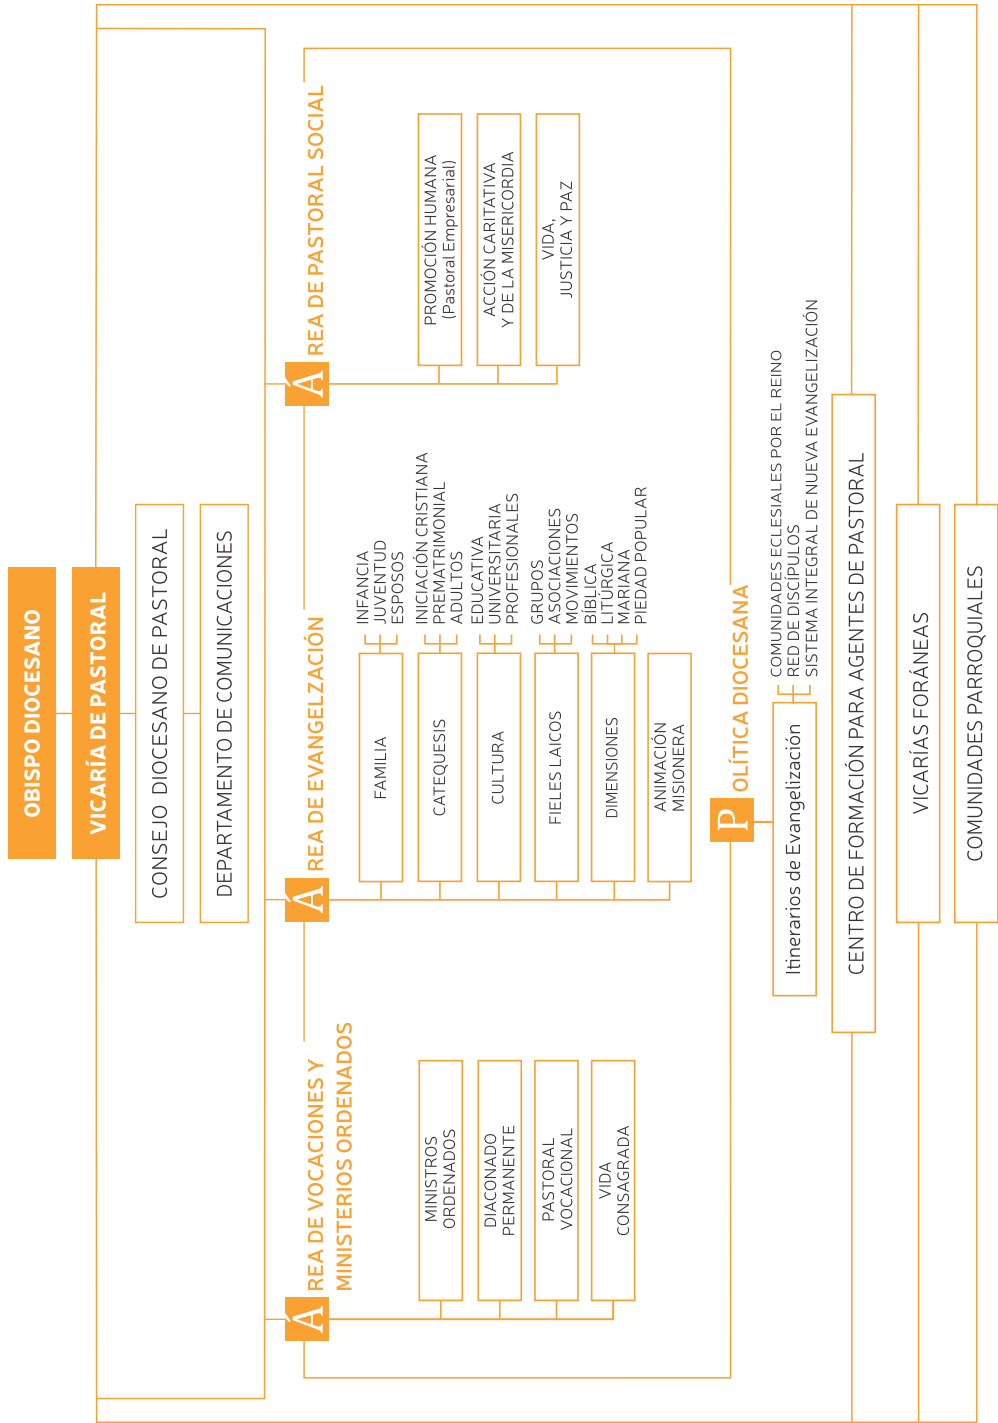 OBISPO DIOCESANO
VICARÍA DE PASTORAL
CONSEJO DIOCESANO DE PASTORAL
DEPARTAMENTO DE COMUNICACIONES
ÁREA DE VOCACIONES Y
MINISTERIOS ORDENADOS
MINISTROS
ORDENADOS
DIACONADO
PERMANENTE
PASTORAL
VOCACIONAL
VIDA
CONSAGRADA
ÁREA DE EVANGELZACIÓN
FAMILIA
INFANCIA
JUVENTUD
ESPOSOS
CATEQUESIS
INICIACIÓN CRISTIANA
PREMATRIMONIAL
ADULTOS
CULTURA
EDUCATIVA
UNIVERSITARIA
PROFESIONALES
FIELES LAICOS
GRUPOS
ASOCIACIONES
MOVIMIENTOS
DIMENSIONES
BÍBLICA
LITÚRGICA
MARIANA
PIEDAD POPULAR
ANIMACIÓN
MISIONERA
ÁREA DE PASTORAL SOCIAL
PROMOCIÓN HUMANA
(Pastoral Empresarial)
ACCIÓN CARITATIVA
Y DE LA MISERICORDIA
VIDA,
JUSTICIA Y PAZ
POLÍTICA DIOCESANA
Itinerarios de Evangelización
COMUNIDADES ECLESIALES POR EL REINO
RED DE DISCÍPULOS
SISTEMA INTEGRAL DE NUEVA EVANGELIZACIÓN
CENTRO DE FORMACIÓN PARA AGENTES DE PASTORAL
VICARÍAS FORÁNEAS
COMUNIDADES PARROQUIALES